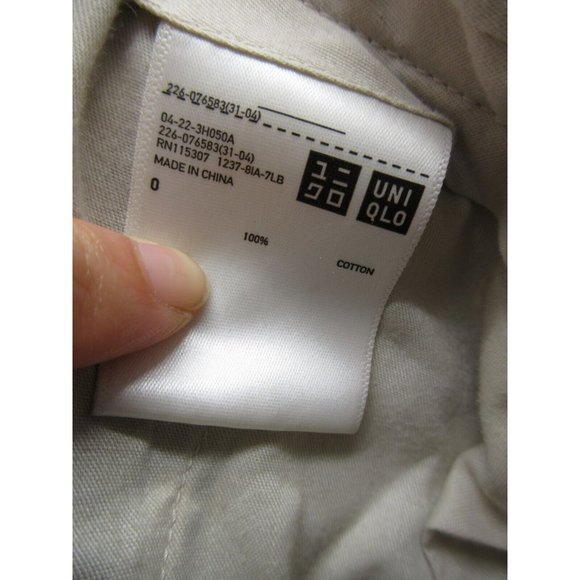 226-076583(31-04)
04-22-3H050A
226-076583(31-04)
RN115307 1237-8IA-7LB
MADE IN CHINA
0
ユニ
クロ
UNI
QLO
100% COTTON